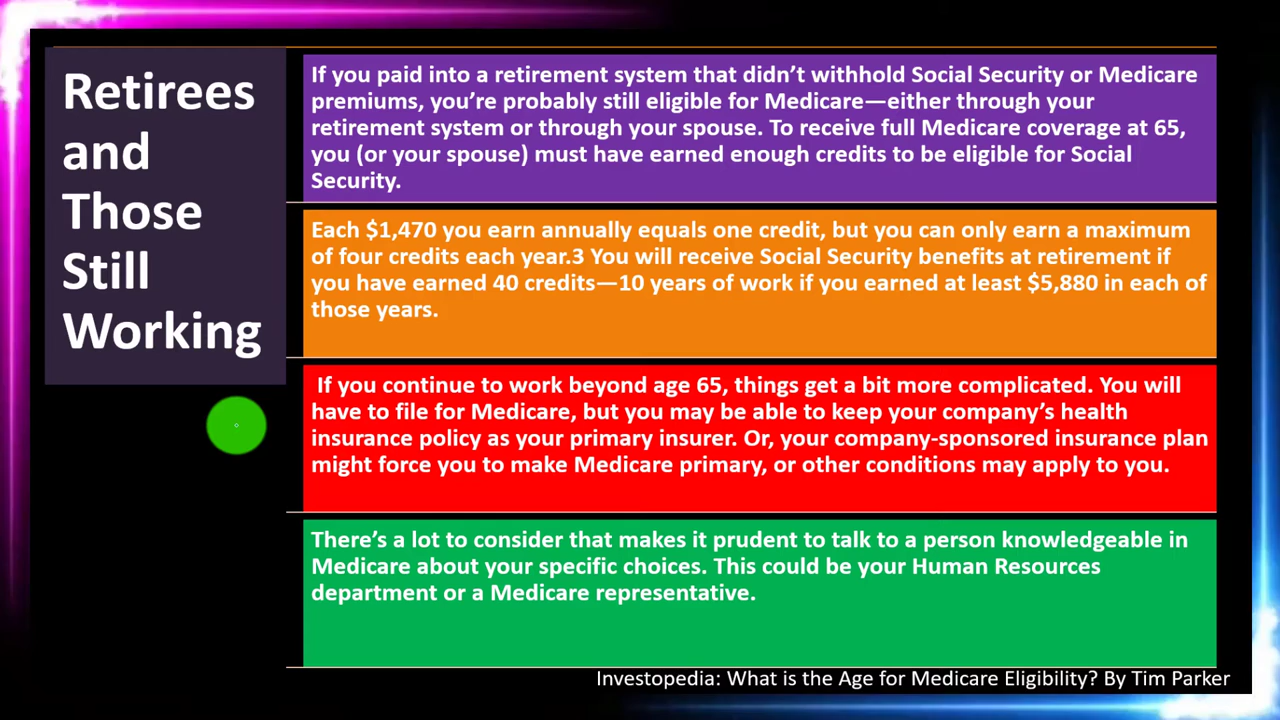 Retirees
and
Those
Still
Working
If you paid into a retirement system that didn’t withhold Social Security or Medicare
premiums, you’re probably still eligible for Medicare—either through your
retirement system or through your spouse. To receive full Medicare coverage at 65,
you (or your spouse) must have earned enough credits to be eligible for Social
Security.
Each $1,470 you earn annually equals one credit, but you can only earn a maximum
of four credits each year.3 You will receive Social Security benefits at retirement if
you have earned 40 credits—10 years of work if you earned at least $5,880 in each of
those years.
If you continue to work beyond age 65, things get a bit more complicated. You will
have to file for Medicare, but you may be able to keep your company’s health
insurance policy as your primary insurer. Or, your company-sponsored insurance plan
might force you to make Medicare primary, or other conditions may apply to you.
There’s a lot to consider that makes it prudent to talk to a person knowledgeable in
Medicare about your specific choices. This could be your Human Resources
department or a Medicare representative.
Investopedia: What is the Age for Medicare Eligibility? By Tim Parker